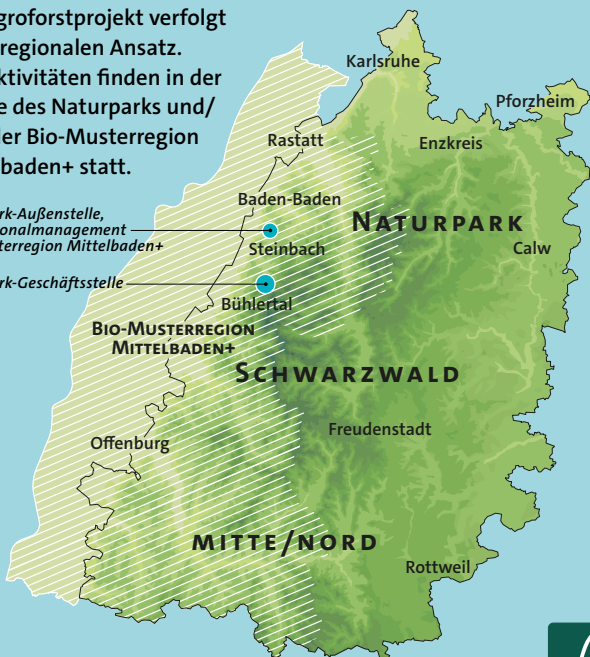 groforstprojekt verfolgt
regionalen Ansatz.
ktivitäten finden in der
e des Naturparks und/
der Bio-Musterregion
baden+ statt.
Karlsruhe
Pforzheim
Rastatt
Enzkreis
Baden-Baden
rk-Außenstelle,
onalmanagement
sterregion Mittelbaden+
NATURPARK
Steinbach
Calw
rk-Geschäftsstelle
Bühlertal
BIO-MUSTERREGION
MITTELBADEN+
SCHWARZWALD
Freudenstadt
Offenburg
MITTE/NORD
Rottweil